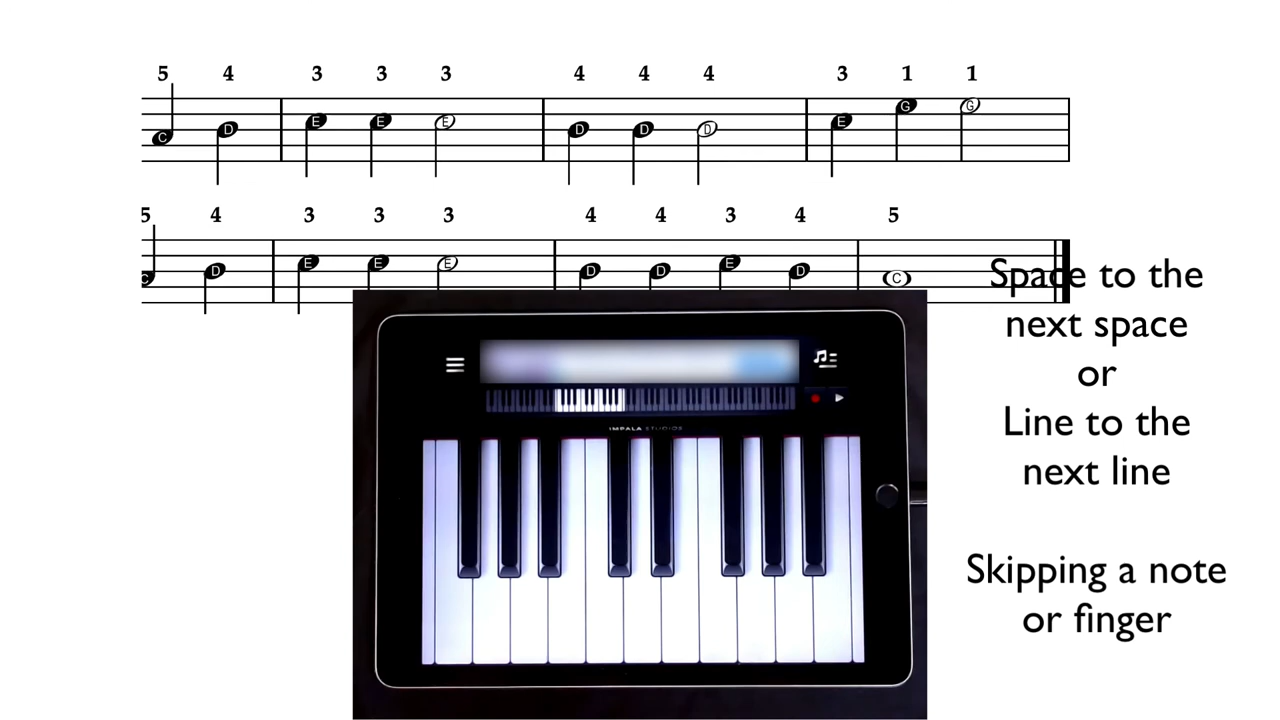 5 4 3 3 3 4 4 4 3 1 1
C D E E E D D D E G G
5 4 3 3 3 4 4 3 4 5
C D E E E D D E D C
Space to the
next space
or
Line to the
next line
Skipping a note
or finger
IMPALA STUDIOS